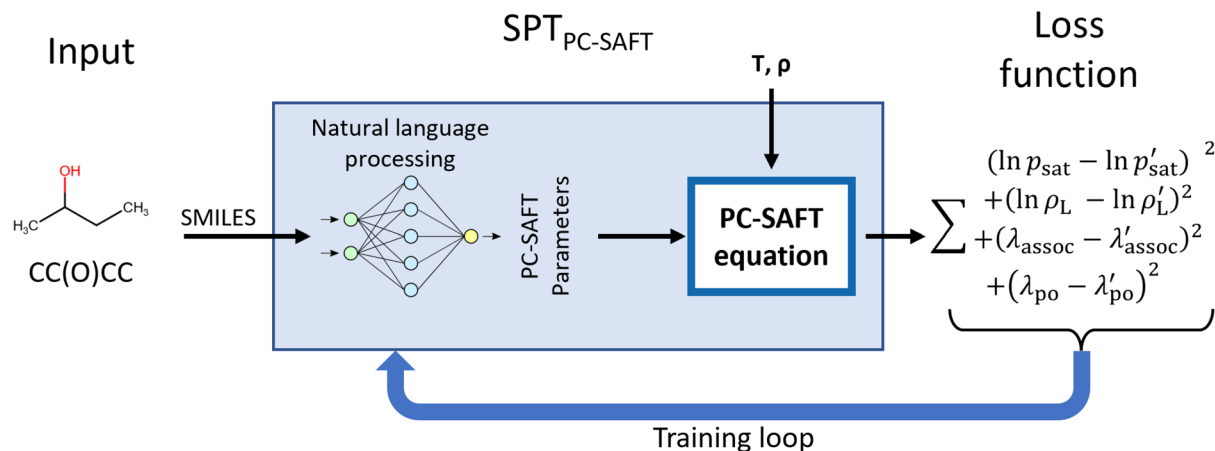 Input
SPT_PC-SAFT
Loss
function
T, ρ
Natural language
processing
OH
H₃C
CH₃
CC(O)CC
SMILES
PC-SAFT
Parameters
PC-SAFT
equation
∑ (ln p_sat − ln p′_sat) ²
+(ln ρ_L − ln ρ′_L)²
+(λ_assoc − λ′_assoc)²
+(λ_po − λ′_po)²
Training loop